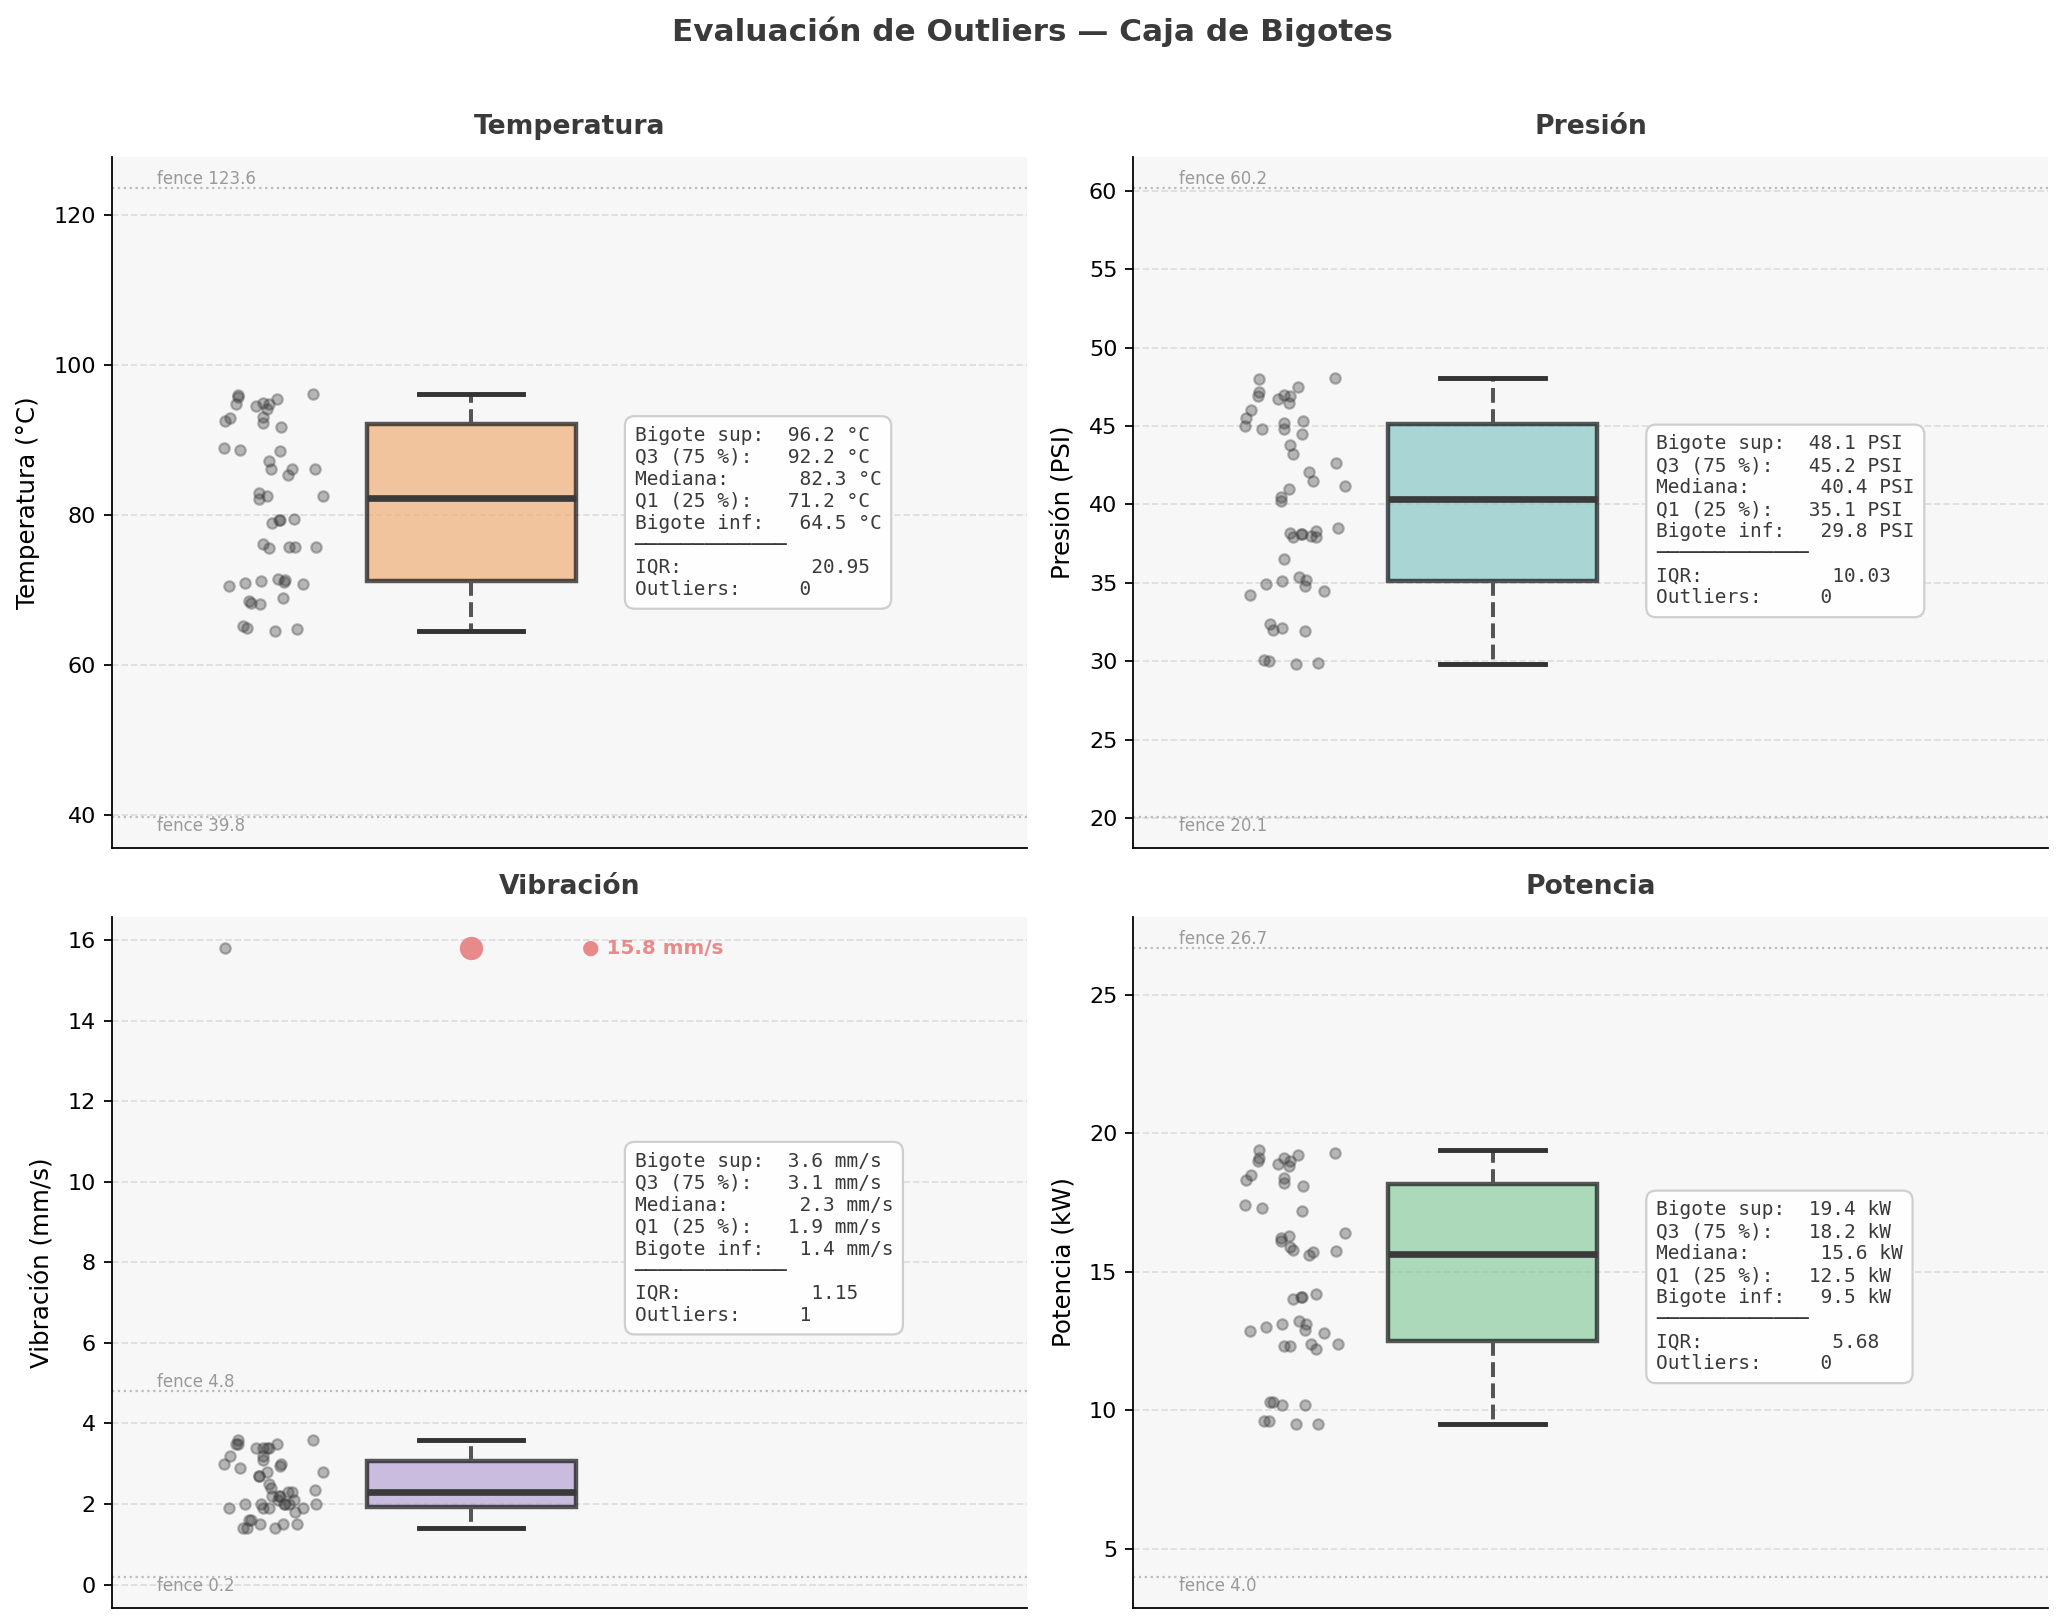 Evaluación de Outliers — Caja de Bigotes
Temperatura
Temperatura (°C)
120
100
80
60
40
fence 123.6
fence 39.8
Bigote sup: 96.2 °C
Q3 (75 %): 92.2 °C
Mediana: 82.3 °C
Q1 (25 %): 71.2 °C
Bigote inf: 64.5 °C
IQR: 20.95
Outliers: 0
Presión
Presión (PSI)
60
55
50
45
40
35
30
25
20
fence 60.2
fence 20.1
Bigote sup: 48.1 PSI
Q3 (75 %): 45.2 PSI
Mediana: 40.4 PSI
Q1 (25 %): 35.1 PSI
Bigote inf: 29.8 PSI
IQR: 10.03
Outliers: 0
Vibración
Vibración (mm/s)
16
14
12
10
8
6
4
2
0
15.8 mm/s
fence 4.8
fence 0.2
Bigote sup: 3.6 mm/s
Q3 (75 %): 3.1 mm/s
Mediana: 2.3 mm/s
Q1 (25 %): 1.9 mm/s
Bigote inf: 1.4 mm/s
IQR: 1.15
Outliers: 1
Potencia
Potencia (kW)
25
20
15
10
5
fence 26.7
fence 4.0
Bigote sup: 19.4 kW
Q3 (75 %): 18.2 kW
Mediana: 15.6 kW
Q1 (25 %): 12.5 kW
Bigote inf: 9.5 kW
IQR: 5.68
Outliers: 0